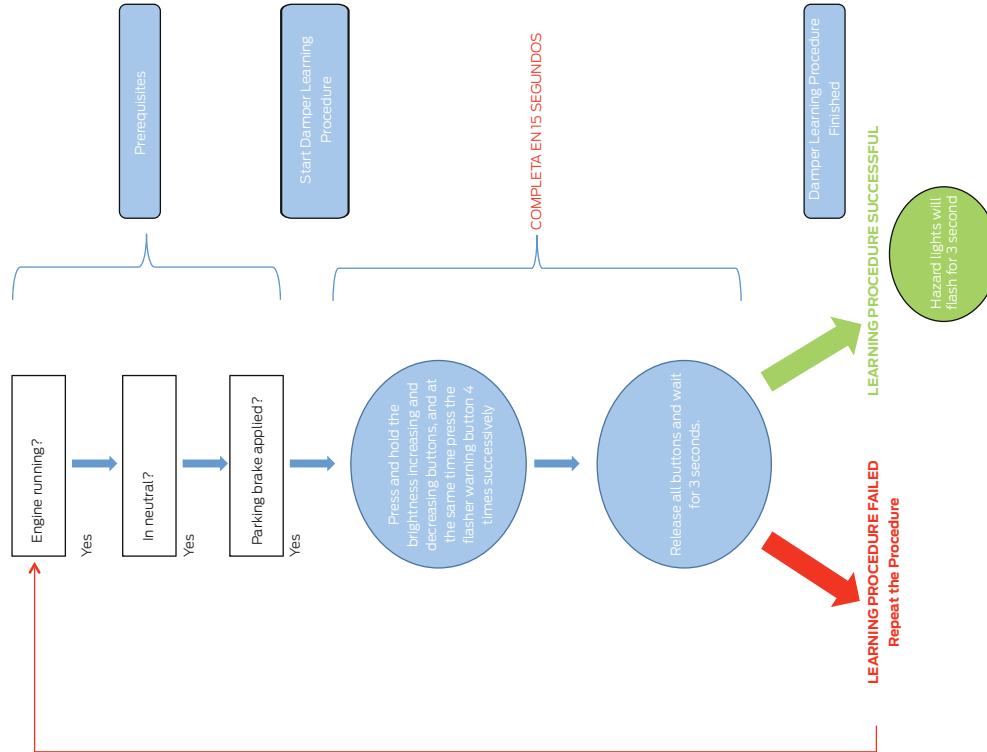 Engine running?
Yes
In neutral?
Yes
Parking brake applied?
Yes
Prerequisites
Press and hold the
brightness increasing and
decreasing buttons, and at
the same time press the
flasher warning button 4
times successively
Start Damper Learning
Procedure
Release all buttons and wait
for 3 seconds.
COMPLETA EN 15 SEGUNDOS
Damper Learning Procedure
Finished
LEARNING PROCEDURE FAILED
Repeat the Procedure
LEARNING PROCEDURE SUCCESSFUL
Hazard lights will
flash for 3 second